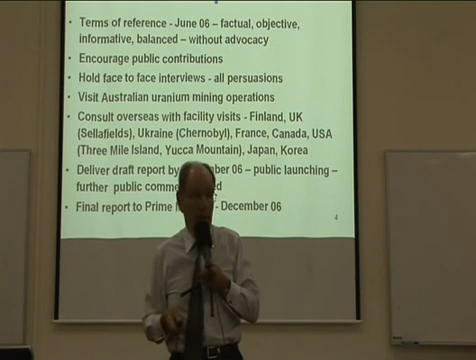 • Terms of reference - June 06 – factual, objective,
informative, balanced – without advocacy
• Encourage public contributions
• Hold face to face interviews - all persuasions
• Visit Australian uranium mining operations
• Consult overseas with facility visits - Finland, UK
(Sellafields), Ukraine (Chernobyl), France, Canada, USA
(Three Mile Island, Yucca Mountain), Japan, Korea
• Deliver draft report by ber 06 – public launching –
further public comme
• Final report to Prime - December 06
4